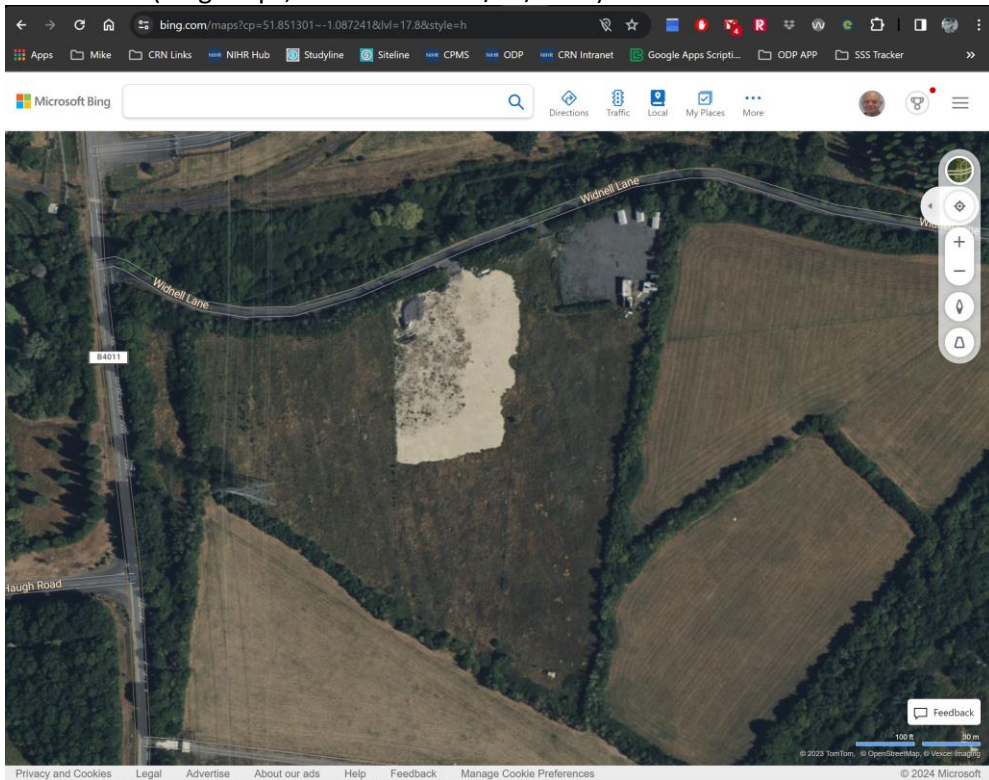 bing.com/maps?cp=51.851301~-1.087241&lvl=17.8&style=h
Apps Mike CRN Links NIHR Hub Studyline Siteline CPMS ODP CRN Intranet Google Apps Scripti... ODP APP SSS Tracker »
Microsoft Bing
Directions Traffic Local My Places More
Widnell Lane
Widnell Lane
B4011
Haugh Road
Feedback
100 ft 30 m
© 2023 TomTom, © OpenStreetMap, © Vexcel Imaging
Privacy and Cookies Legal Advertise About our ads Help Feedback Manage Cookie Preferences © 2024 Microsoft